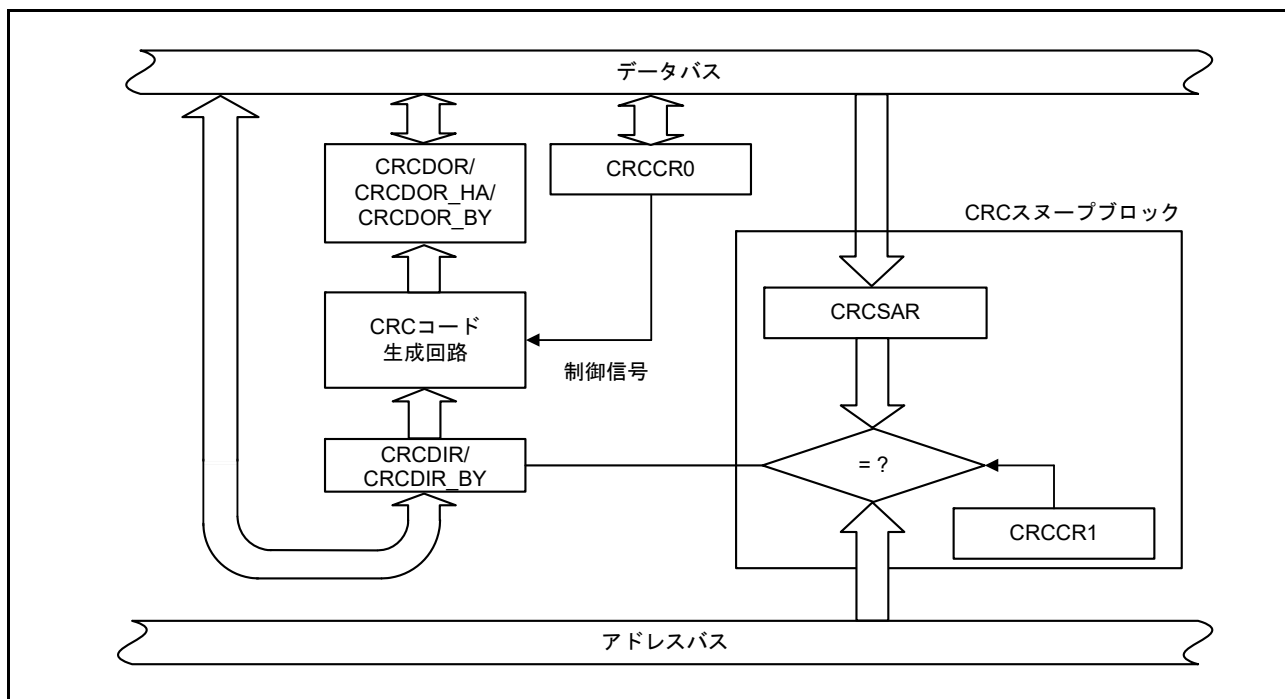 データバス
CRCDOR/
CRCDOR_HA/
CRCDOR_BY
CRCCR0
CRCスヌープブロック
CRCSAR
CRCコード
生成回路
制御信号
CRCDIR/
CRCDIR_BY
= ?
CRCCR1
アドレスバス